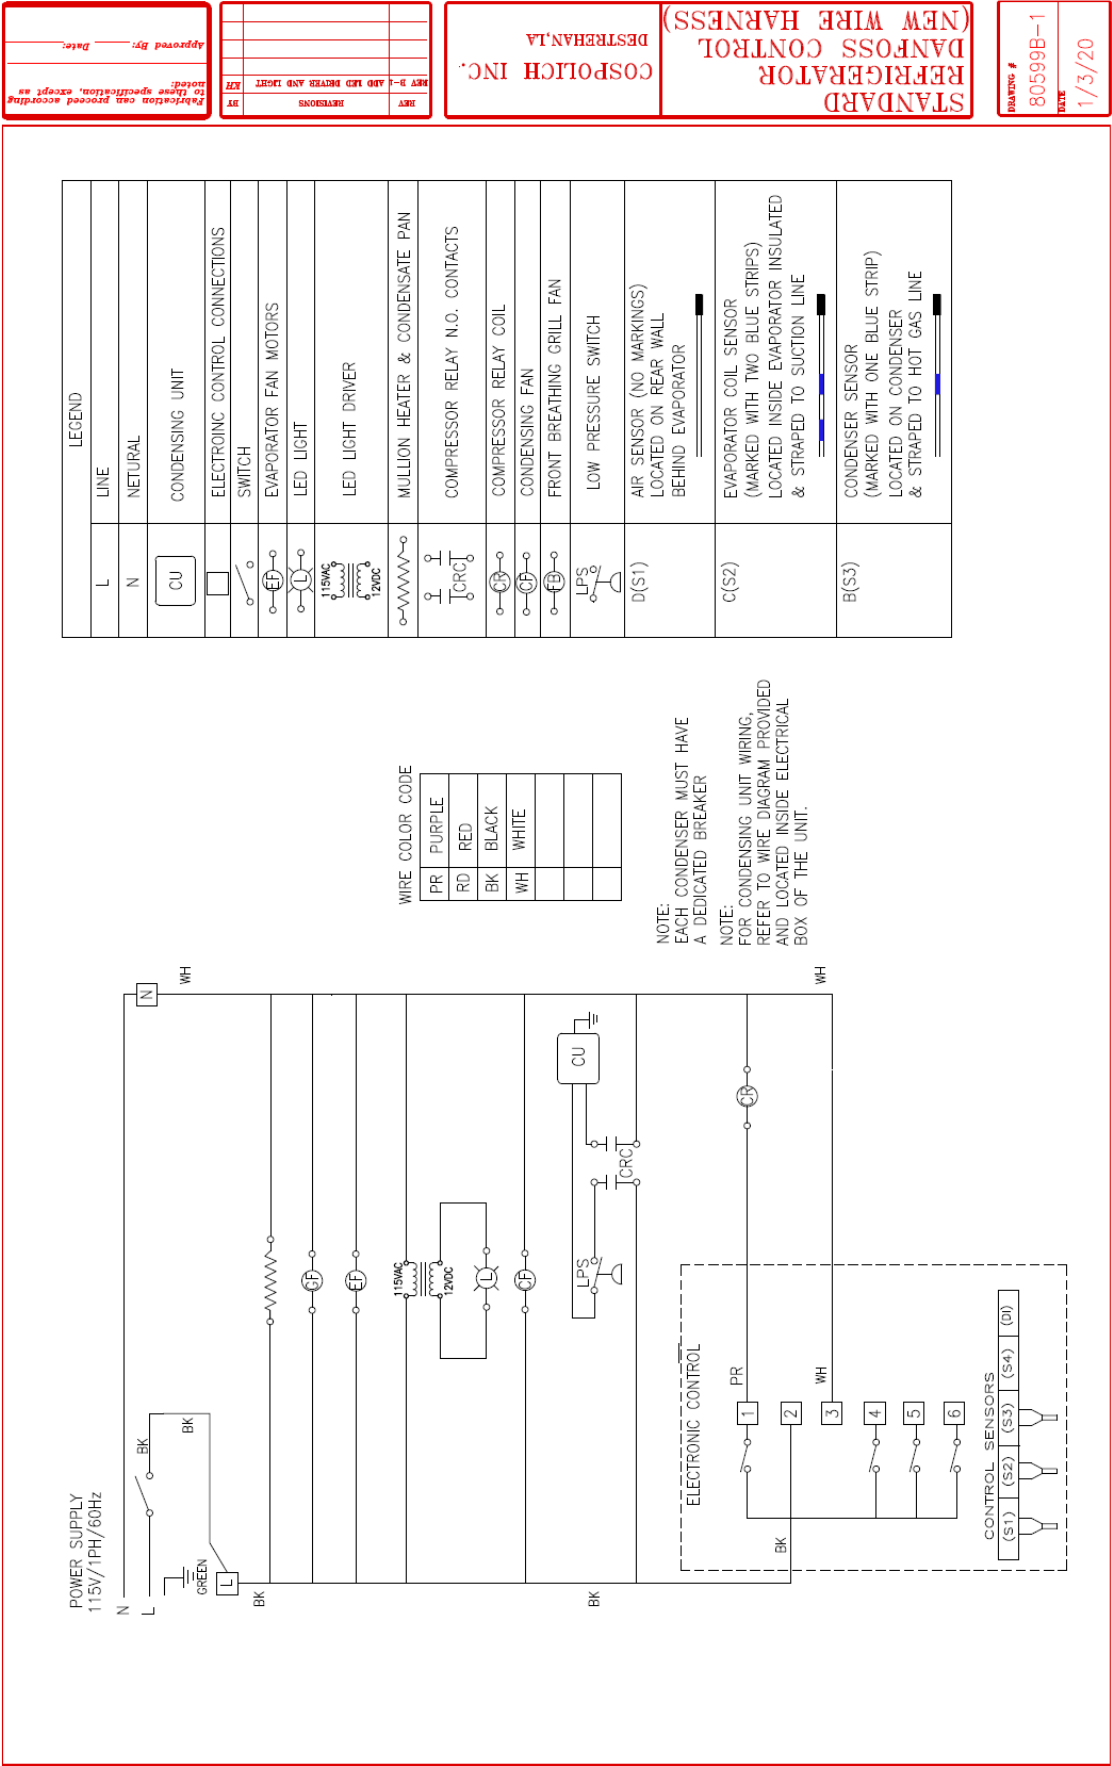 Fabrication can proceed according
to these specification, except as
noted:
Approved By: Date:
REV REVISIONS BY
REV B-1 ADD LED DRIVER AND LIGHT KH
COSPOLICH INC.
DESTREHAN,LA
STANDARD
REFRIGERATOR
DANFOSS CONTROL
(NEW WIRE HARNESS)
DRAWING #
80599B-1
DATE
1/3/20
LEGEND
L LINE
N NETURAL
CU CONDENSING UNIT
ELECTROINC CONTROL CONNECTIONS
SWITCH
EF EVAPORATOR FAN MOTORS
L LED LIGHT
115VAC 12VDC LED LIGHT DRIVER
MULLION HEATER & CONDENSATE PAN
CRC COMPRESSOR RELAY N.O. CONTACTS
CR COMPRESSOR RELAY COIL
CF CONDENSING FAN
FB FRONT BREATHING GRILL FAN
LPS LOW PRESSURE SWITCH
D(S1) AIR SENSOR (NO MARKINGS)
LOCATED ON REAR WALL
BEHIND EVAPORATOR
C(S2) EVAPORATOR COIL SENSOR
(MARKED WITH TWO BLUE STRIPS)
LOCATED INSIDE EVAPORATOR INSULATED
& STRAPED TO SUCTION LINE
B(S3) CONDENSER SENSOR
(MARKED WITH ONE BLUE STRIP)
LOCATED ON CONDENSER
& STRAPED TO HOT GAS LINE
WIRE COLOR CODE
PR PURPLE
RD RED
BK BLACK
WH WHITE
NOTE:
EACH CONDENSER MUST HAVE
A DEDICATED BREAKER
NOTE:
FOR CONDENSING UNIT WIRING,
REFER TO WIRE DIAGRAM PROVIDED
AND LOCATED INSIDE ELECTRICAL
BOX OF THE UNIT.
POWER SUPPLY
115V/1PH/60Hz
N
L
GREEN
BK
BK
L
N
WH
BK
GF
EF
115VAC
12VDC
L
CF
BK
LPS
CRC
CU
CR
WH
ELECTRONIC CONTROL
PR
WH
BK
1
2
3
4
5
6
CONTROL SENSORS
(S1) (S2) (S3) (S4) (DI)